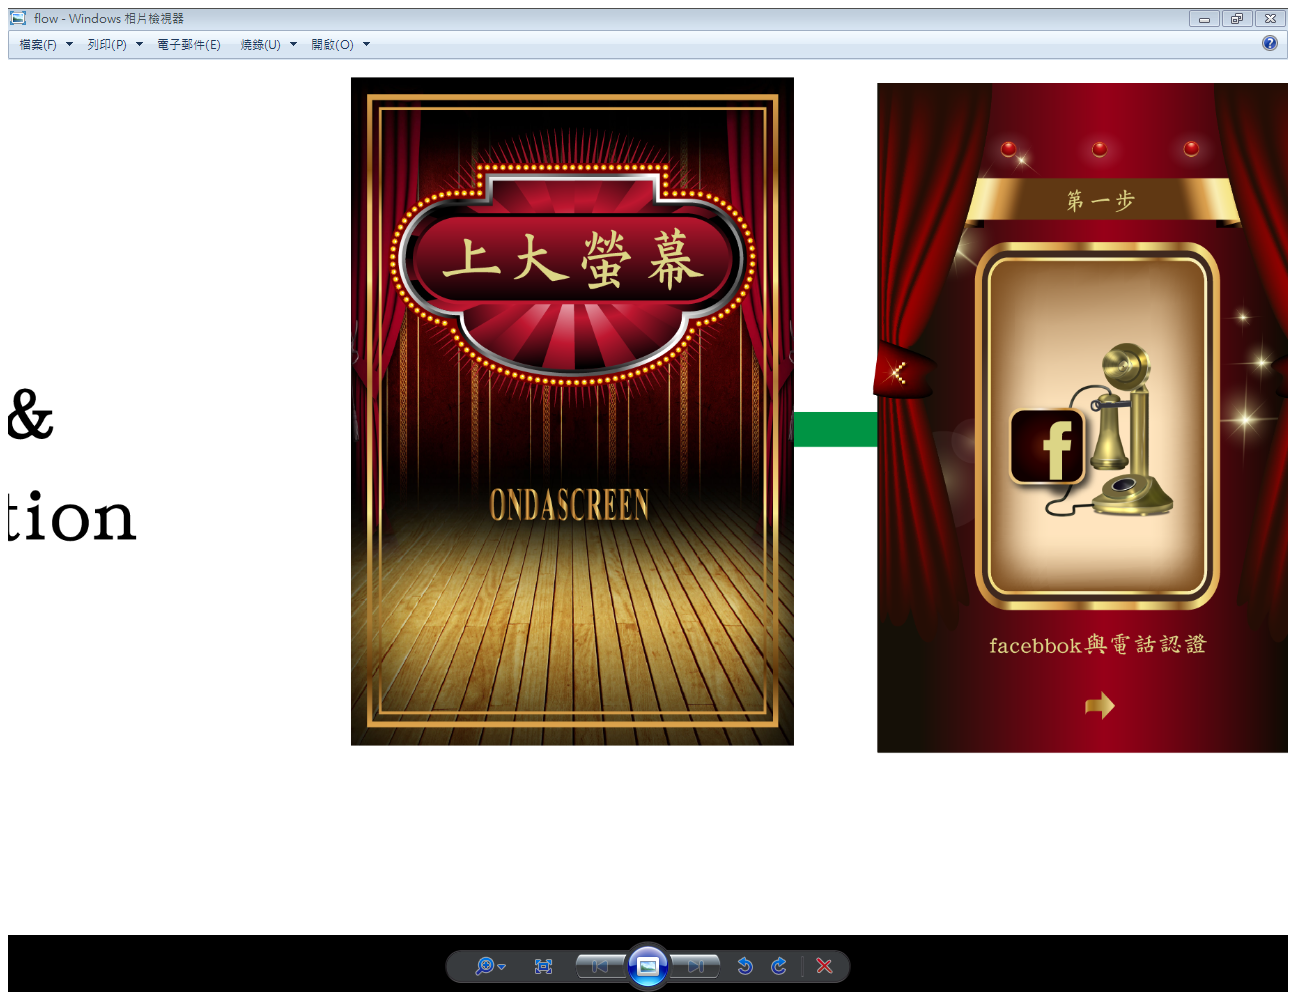 flow - Windows 相片檢視器
檔案(F) 列印(P) 電子郵件(E) 燒錄(U) 開啟(O)
&
tion
上大螢幕
ONDASCREEN
第一步
f
facebbok與電話認證